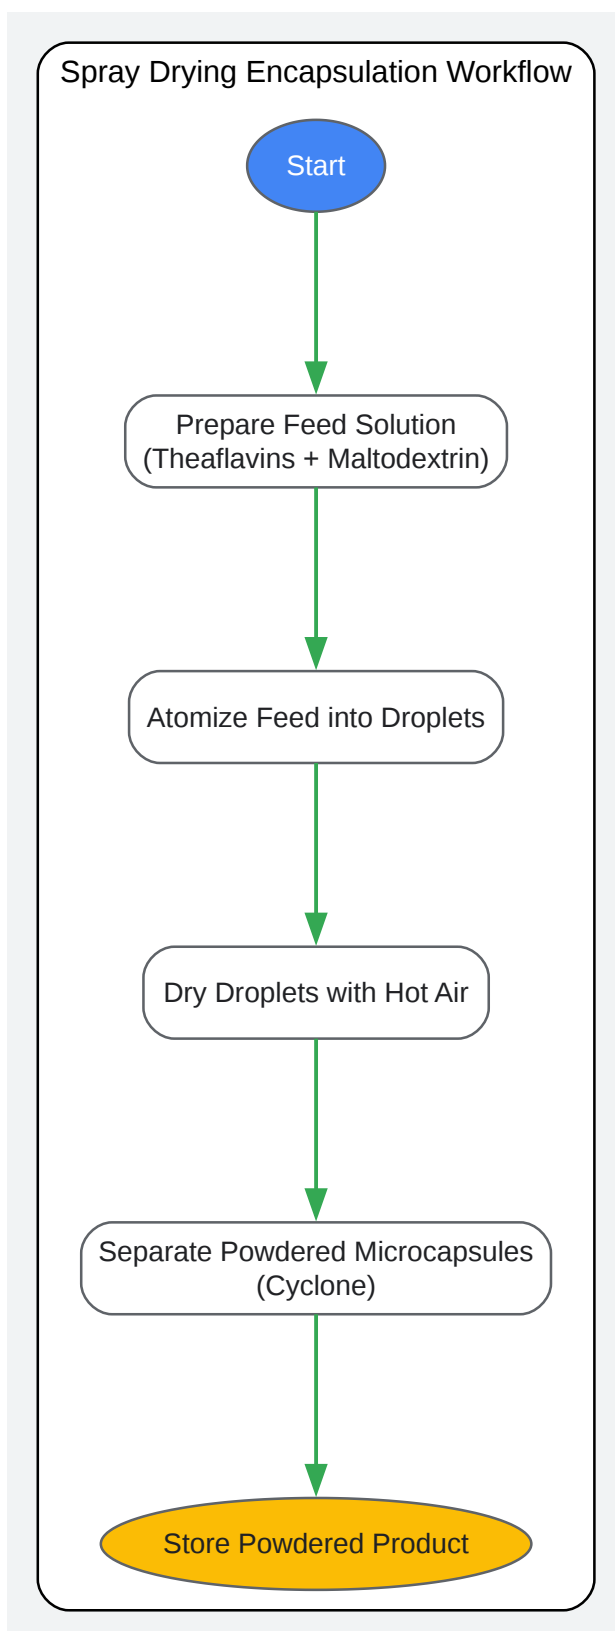 Spray Drying Encapsulation Workflow
Start
Prepare Feed Solution
(Theaflavins + Maltodextrin)
Atomize Feed into Droplets
Dry Droplets with Hot Air
Separate Powdered Microcapsules
(Cyclone)
Store Powdered Product